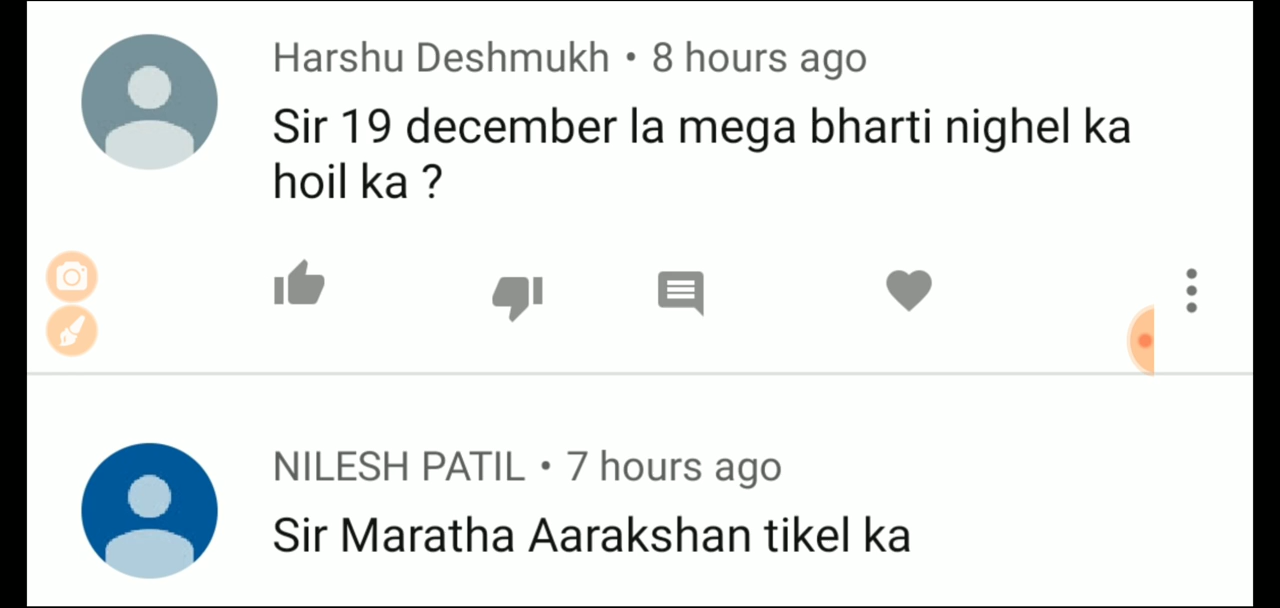 Harshu Deshmukh • 8 hours ago
Sir 19 december la mega bharti nighel ka
hoil ka ?
NILESH PATIL • 7 hours ago
Sir Maratha Aarakshan tikel ka